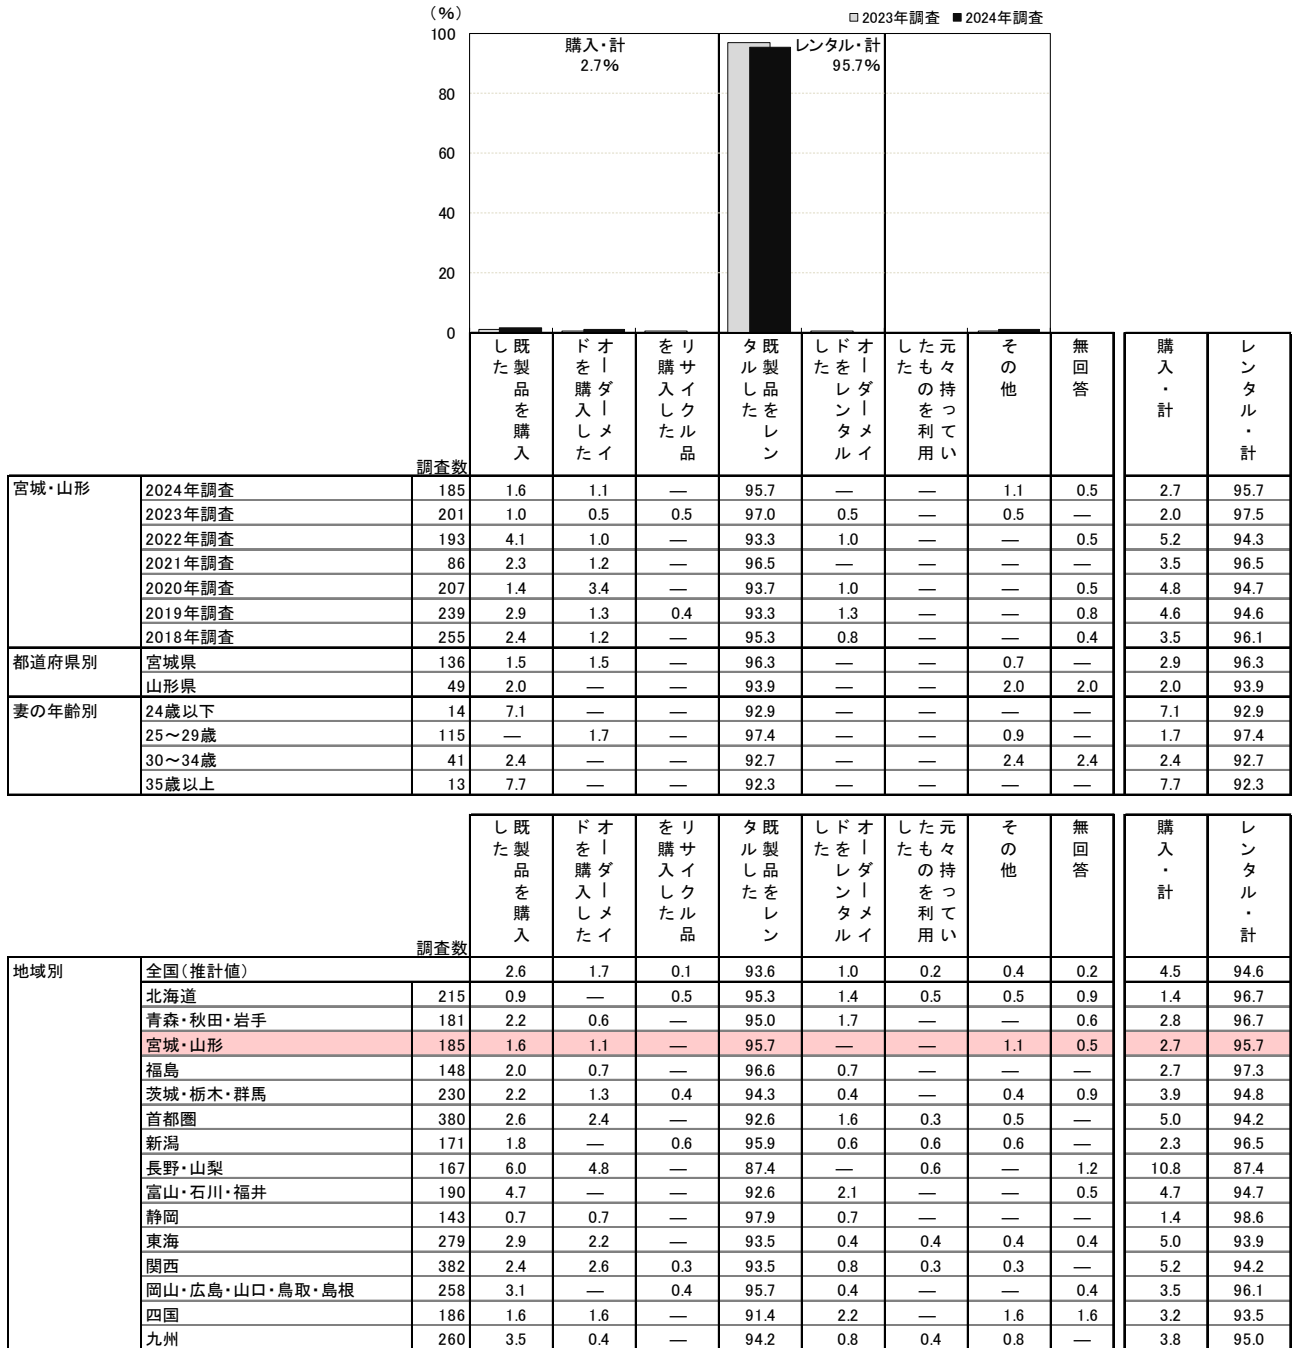 （％）
□2023年調査 ■2024年調査
購入・計
2.7%
レンタル・計
95.7%
100
80
60
40
20
0
調査数 既製品を購入した オーダーメイドを購入した リサイクル品を購入した 既製品をレンタルした オーダーメイドをレンタルした 元々持っていたものを利用した その他 無回答 購入・計 レンタル・計
宮城・山形 2024年調査 185 1.6 1.1 — 95.7 — — 1.1 0.5 2.7 95.7
2023年調査 201 1.0 0.5 0.5 97.0 0.5 — 0.5 — 2.0 97.5
2022年調査 193 4.1 1.0 — 93.3 1.0 — — 0.5 5.2 94.3
2021年調査 86 2.3 1.2 — 96.5 — — — — 3.5 96.5
2020年調査 207 1.4 3.4 — 93.7 1.0 — — 0.5 4.8 94.7
2019年調査 239 2.9 1.3 0.4 93.3 1.3 — — 0.8 4.6 94.6
2018年調査 255 2.4 1.2 — 95.3 0.8 — — 0.4 3.5 96.1
都道府県別 宮城県 136 1.5 1.5 — 96.3 — — 0.7 — 2.9 96.3
山形県 49 2.0 — — 93.9 — — 2.0 2.0 2.0 93.9
妻の年齢別 24歳以下 14 7.1 — — 92.9 — — — — 7.1 92.9
25～29歳 115 — 1.7 — 97.4 — — 0.9 — 1.7 97.4
30～34歳 41 2.4 — — 92.7 — — 2.4 2.4 2.4 92.7
35歳以上 13 7.7 — — 92.3 — — — — 7.7 92.3
調査数 既製品を購入した オーダーメイドを購入した リサイクル品を購入した 既製品をレンタルした オーダーメイドをレンタルした 元々持っていたものを利用した その他 無回答 購入・計 レンタル・計
地域別 全国（推計値） 2.6 1.7 0.1 93.6 1.0 0.2 0.4 0.2 4.5 94.6
北海道 215 0.9 — 0.5 95.3 1.4 0.5 0.5 0.9 1.4 96.7
青森・秋田・岩手 181 2.2 0.6 — 95.0 1.7 — — 0.6 2.8 96.7
宮城・山形 185 1.6 1.1 — 95.7 — — 1.1 0.5 2.7 95.7
福島 148 2.0 0.7 — 96.6 0.7 — — — 2.7 97.3
茨城・栃木・群馬 230 2.2 1.3 0.4 94.3 0.4 — 0.4 0.9 3.9 94.8
首都圏 380 2.6 2.4 — 92.6 1.6 0.3 0.5 — 5.0 94.2
新潟 171 1.8 — 0.6 95.9 0.6 0.6 0.6 — 2.3 96.5
長野・山梨 167 6.0 4.8 — 87.4 — 0.6 — 1.2 10.8 87.4
富山・石川・福井 190 4.7 — — 92.6 2.1 — — 0.5 4.7 94.7
静岡 143 0.7 0.7 — 97.9 0.7 — — — 1.4 98.6
東海 279 2.9 2.2 — 93.5 0.4 0.4 0.4 0.4 5.0 93.9
関西 382 2.4 2.6 0.3 93.5 0.8 0.3 0.3 — 5.2 94.2
岡山・広島・山口・鳥取・島根 258 3.1 — 0.4 95.7 0.4 — — 0.4 3.5 96.1
四国 186 1.6 1.6 — 91.4 2.2 — 1.6 1.6 3.2 93.5
九州 260 3.5 0.4 — 94.2 0.8 0.4 0.8 — 3.8 95.0